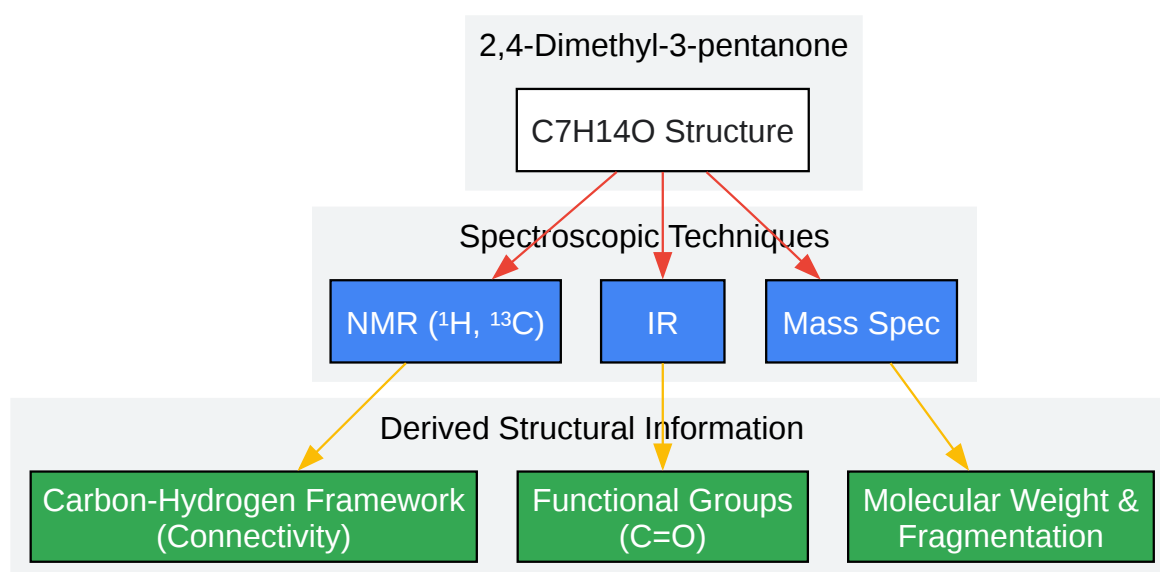 2,4-Dimethyl-3-pentanone
C7H14O Structure
Spectroscopic Techniques
NMR (¹H, ¹³C)
IR
Mass Spec
Derived Structural Information
Carbon-Hydrogen Framework
(Connectivity)
Functional Groups
(C=O)
Molecular Weight &
Fragmentation